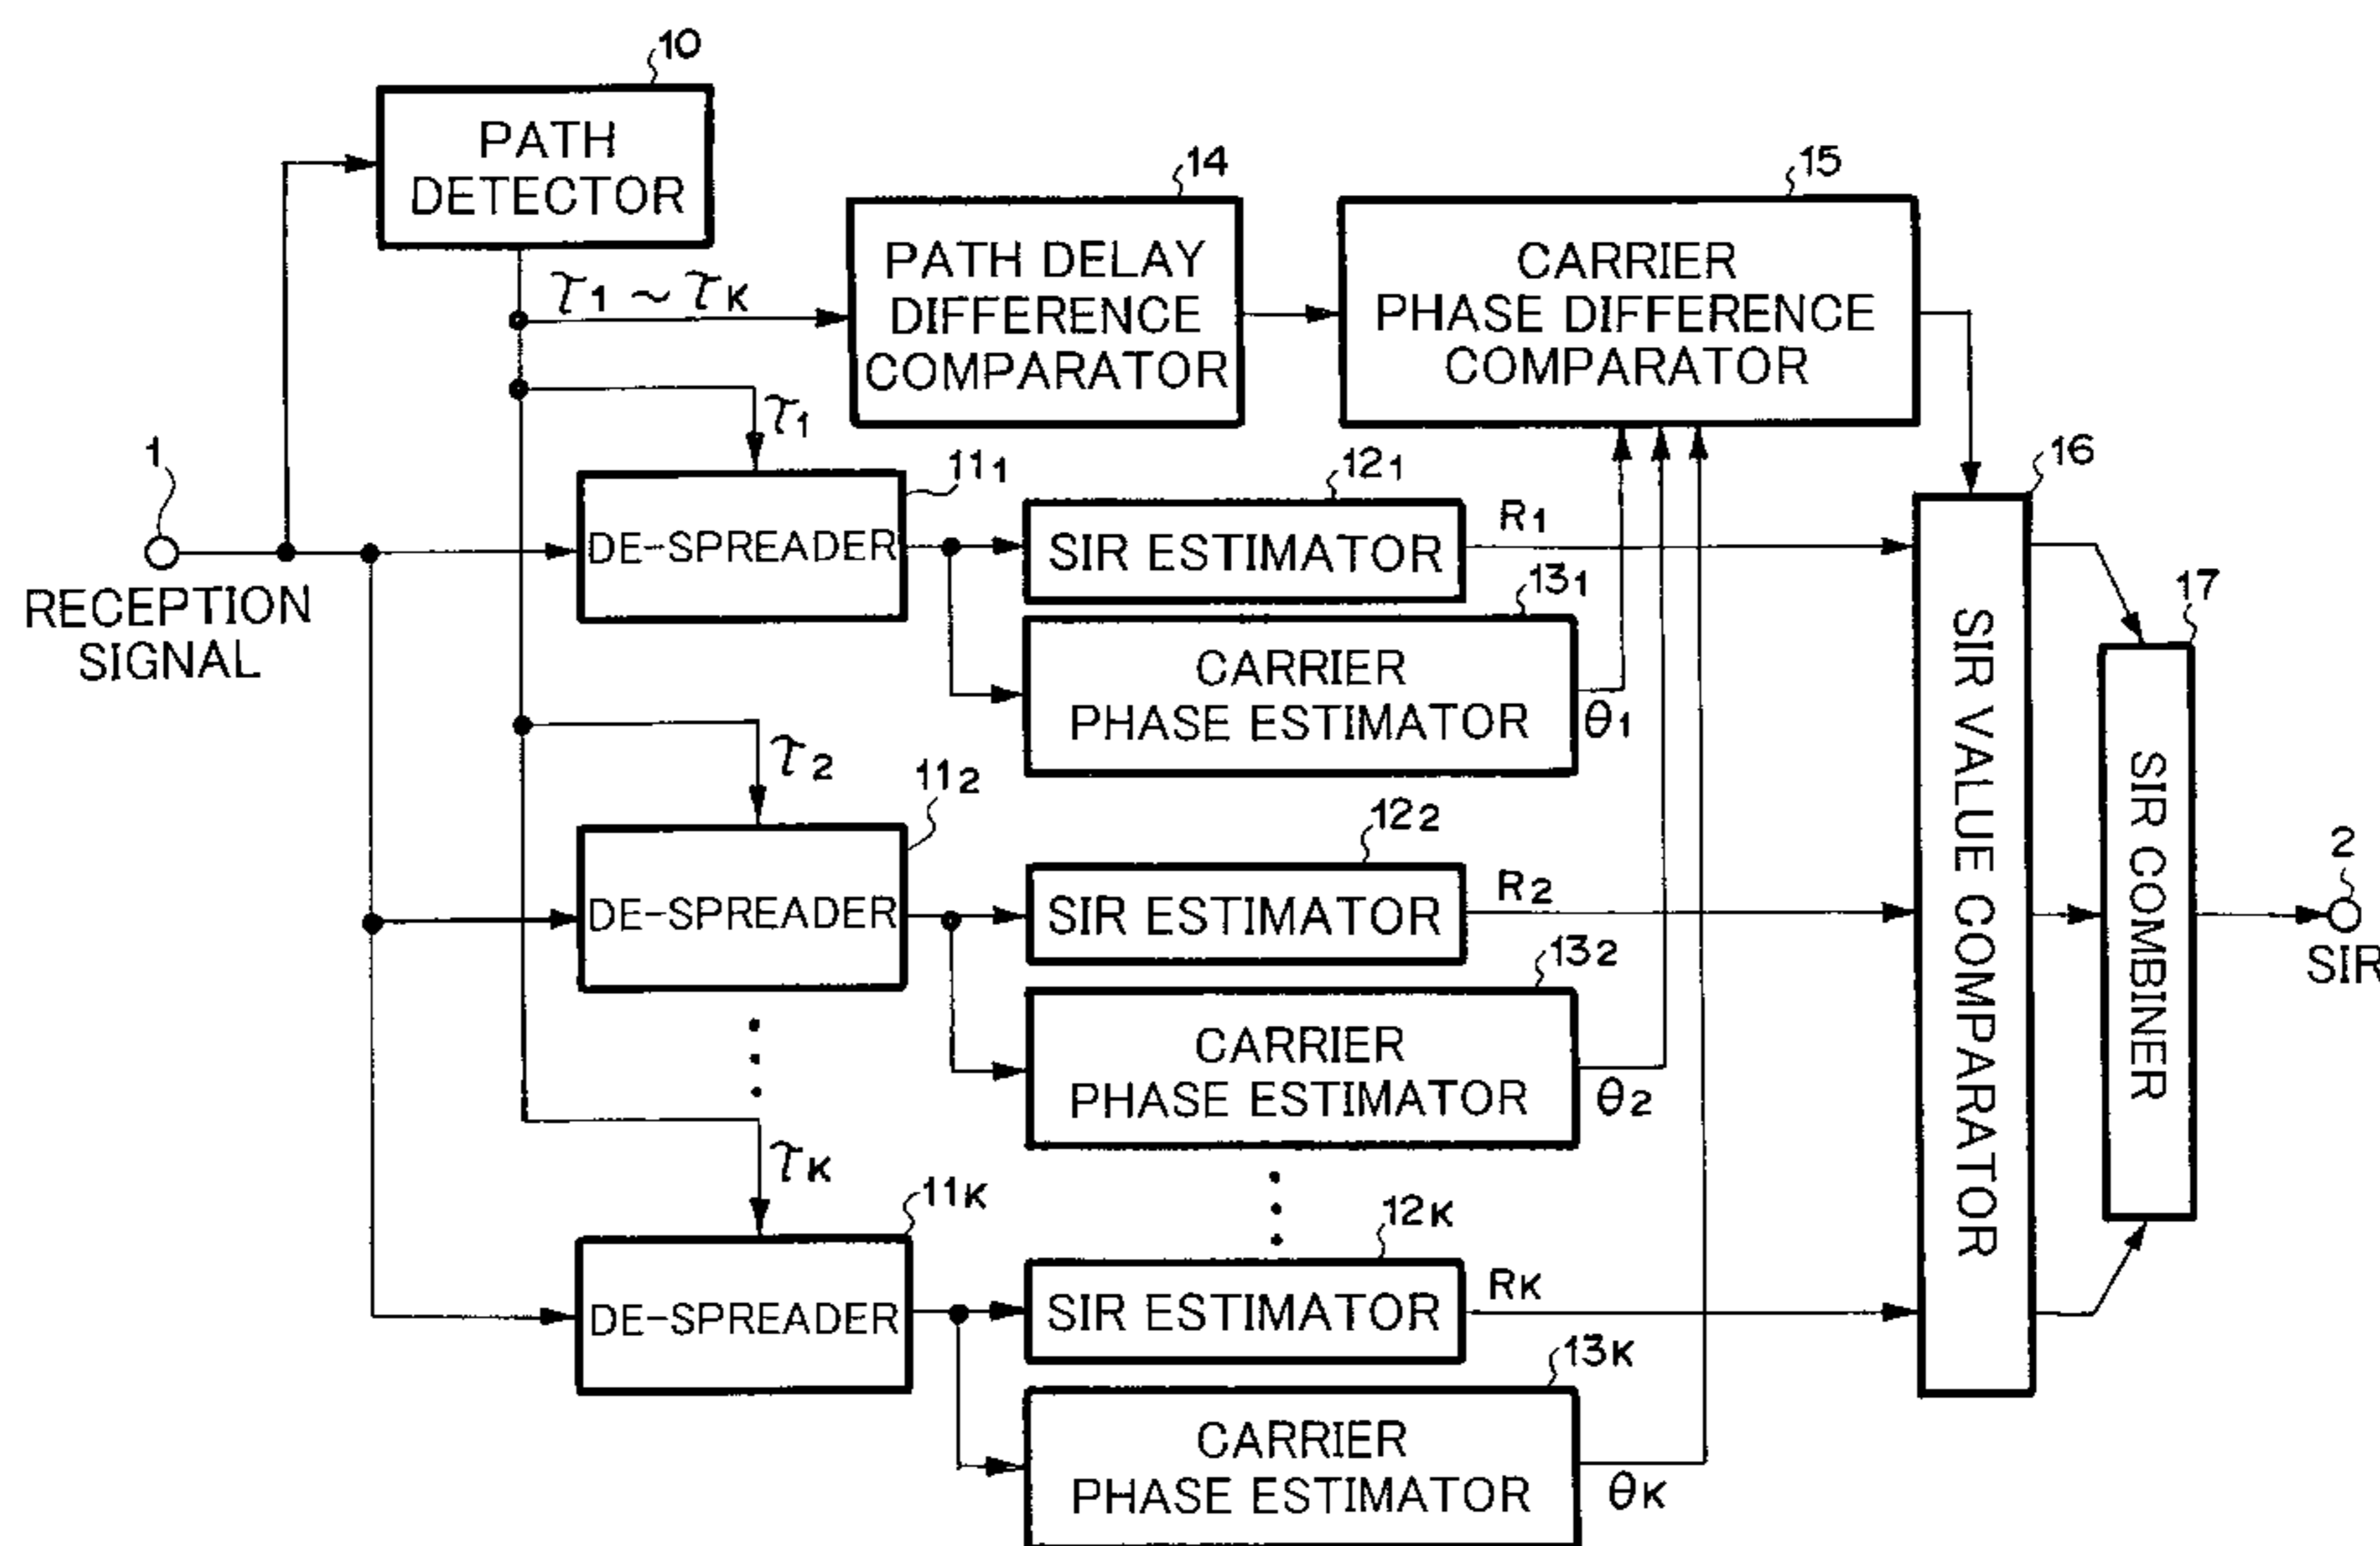 10
PATH
DETECTOR
14
PATH DELAY
DIFFERENCE
COMPARATOR
15
CARRIER
PHASE DIFFERENCE
COMPARATOR
τ1 ~ τK
τ1
1
RECEPTION
SIGNAL
111
DE-SPREADER
121
SIR ESTIMATOR
R1
131
CARRIER
PHASE ESTIMATOR
θ1
16
SIR VALUE COMPARATOR
17
SIR COMBINER
2
SIR
τ2
112
DE-SPREADER
122
SIR ESTIMATOR
R2
132
CARRIER
PHASE ESTIMATOR
θ2
τK
11K
DE-SPREADER
12K
SIR ESTIMATOR
RK
13K
CARRIER
PHASE ESTIMATOR
θK